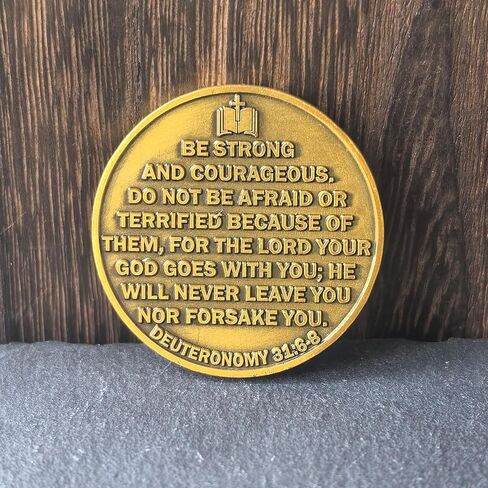 BE STRONG
AND COURAGEOUS.
DO NOT BE AFRAID OR
TERRIFIED BECAUSE OF
THEM, FOR THE LORD YOUR
GOD GOES WITH YOU; HE
WILL NEVER LEAVE YOU
NOR FORSAKE YOU.
DEUTERONOMY 31:6-8